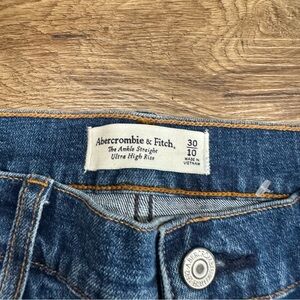 Abercrombie & Fitch.
The Ankle Straight
Ultra High Rise
30
10
MADE IN
VIETNAM